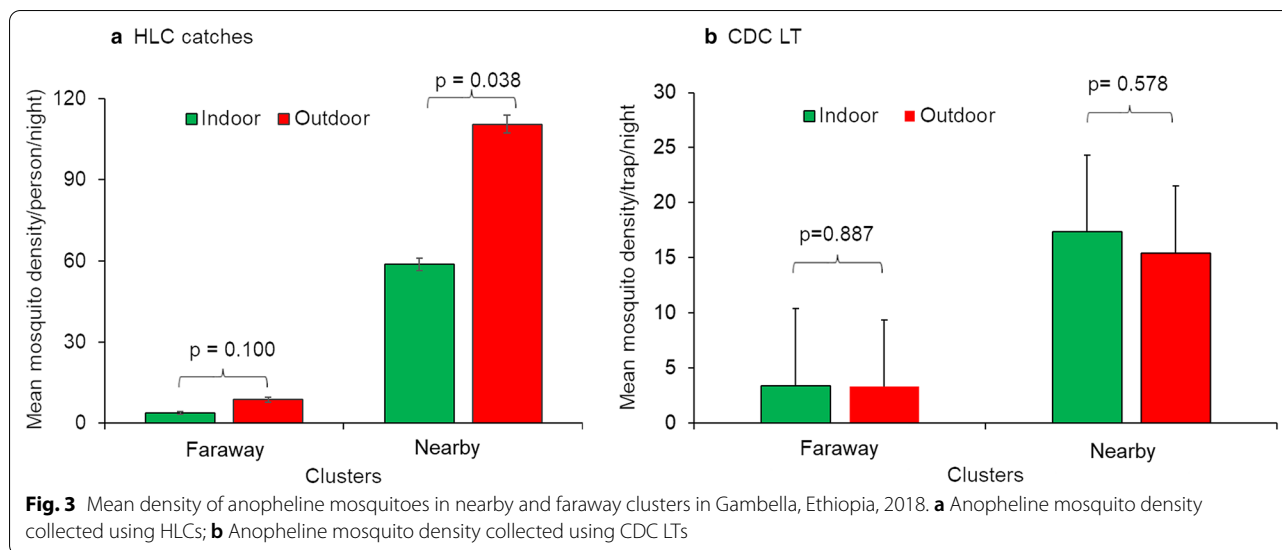 a HLC catches
Mean mosquito density/person/night)
120
90
60
30
0
Indoor
Outdoor
p = 0.038
p = 0.100
Faraway
Nearby
Clusters
b CDC LT
Mean mosquito density/trap/night
30
25
20
15
10
5
0
Indoor
Outdoor
p= 0.578
p=0.887
Faraway
Nearby
Clusters
Fig. 3 Mean density of anopheline mosquitoes in nearby and faraway clusters in Gambella, Ethiopia, 2018. a Anopheline mosquito density
collected using HLCs; b Anopheline mosquito density collected using CDC LTs